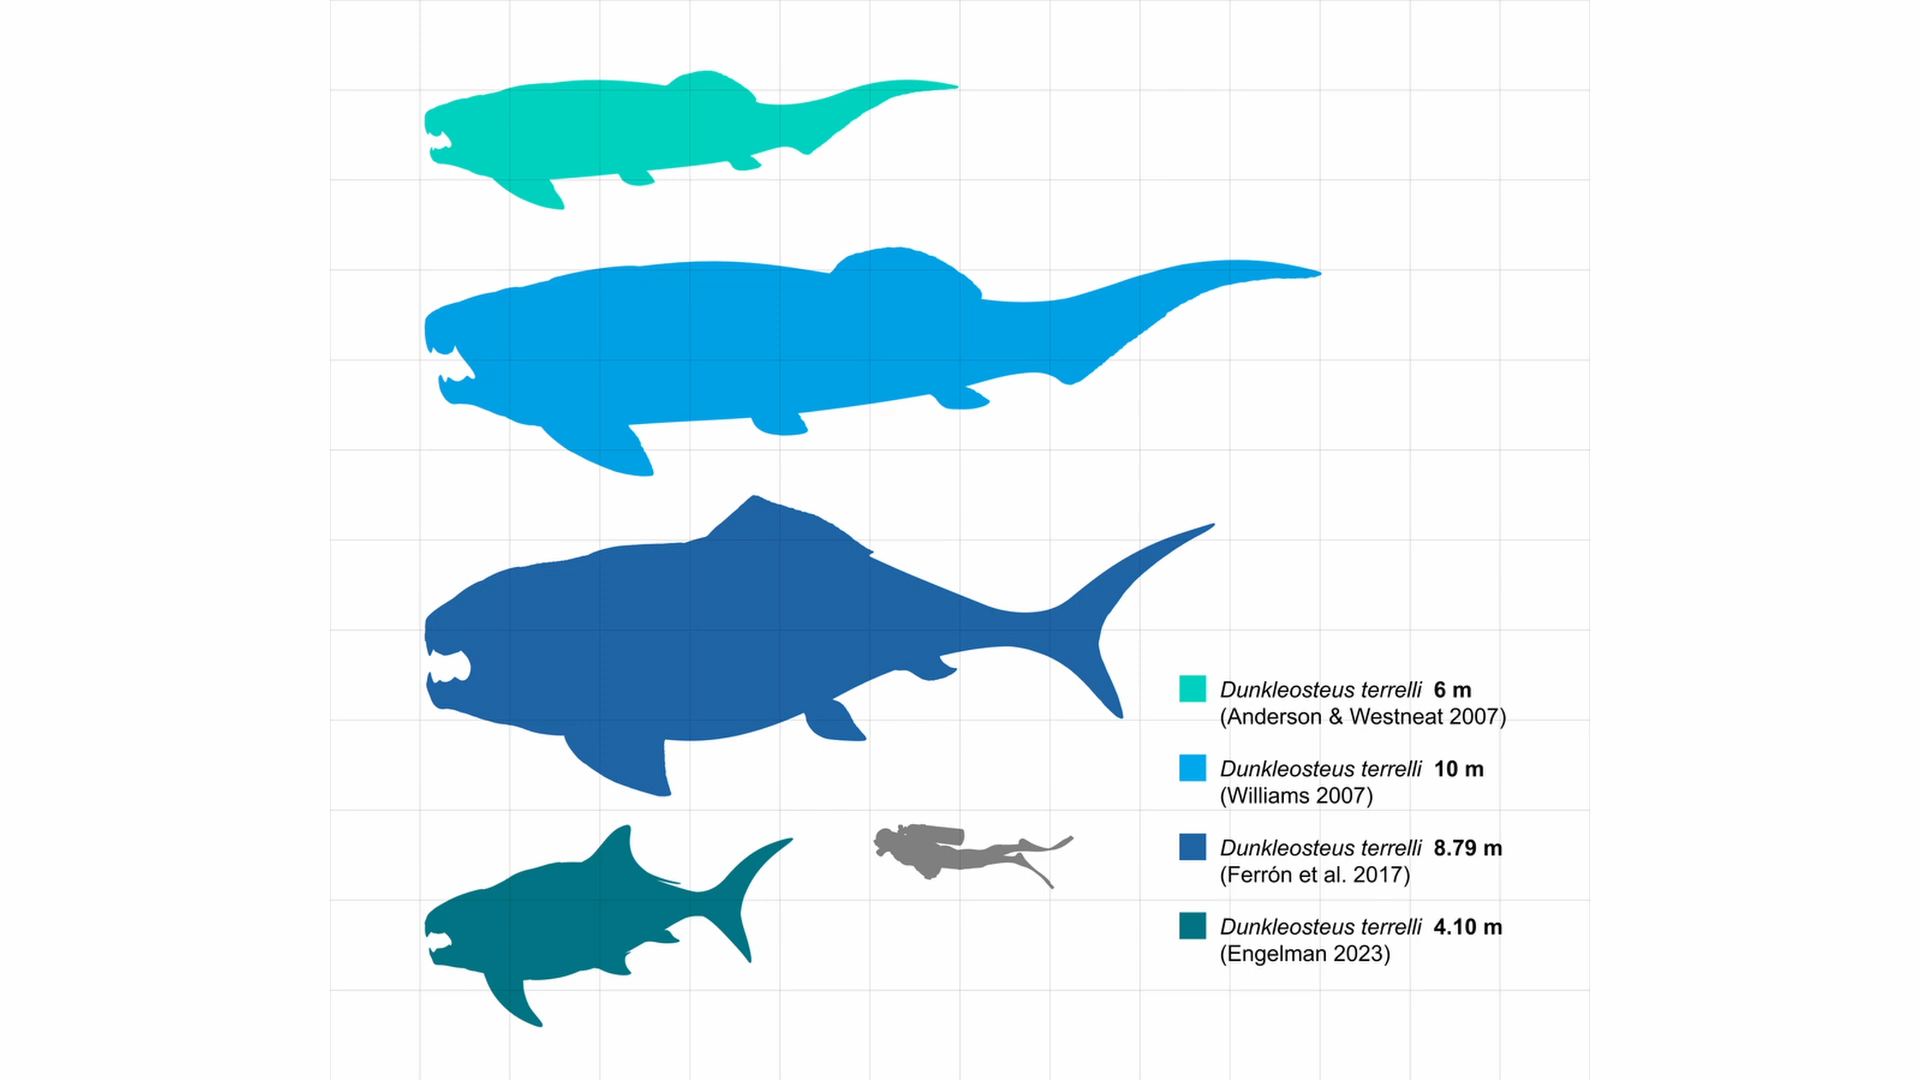 Dunkleosteus terrelli 6 m
(Anderson & Westneat 2007)
Dunkleosteus terrelli 10 m
(Williams 2007)
Dunkleosteus terrelli 8.79 m
(Ferrón et al. 2017)
Dunkleosteus terrelli 4.10 m
(Engelman 2023)